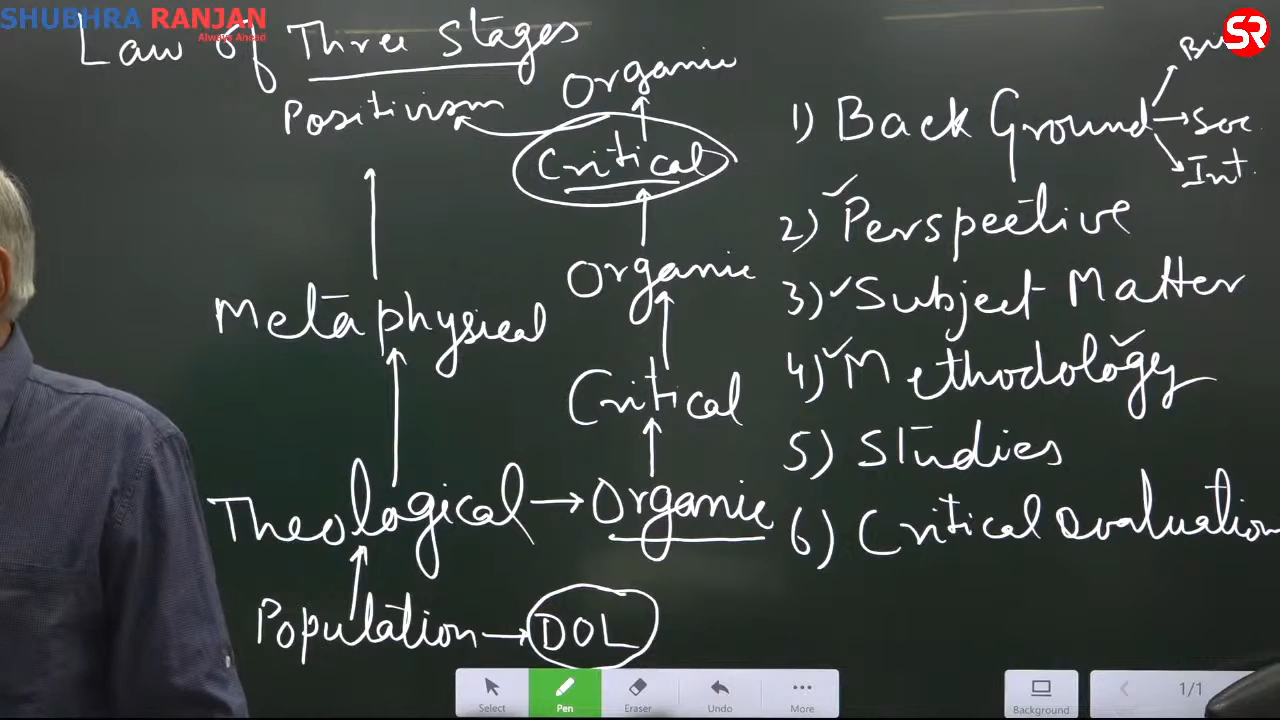 SHUBHRA RANJAN
Always Ahead
SR
Law of Three Stages
Positivism
Organic
Critical
Organic
Metaphysical
Critical
Theological → Organic
Population → DOL
1) Back Ground
Soc
Int.
2) Perspective
3) Subject Matter
4) Methodology
5) Studies
6) Critical Evaluation
Select
Pen
Eraser
Undo
More
Background
1/1